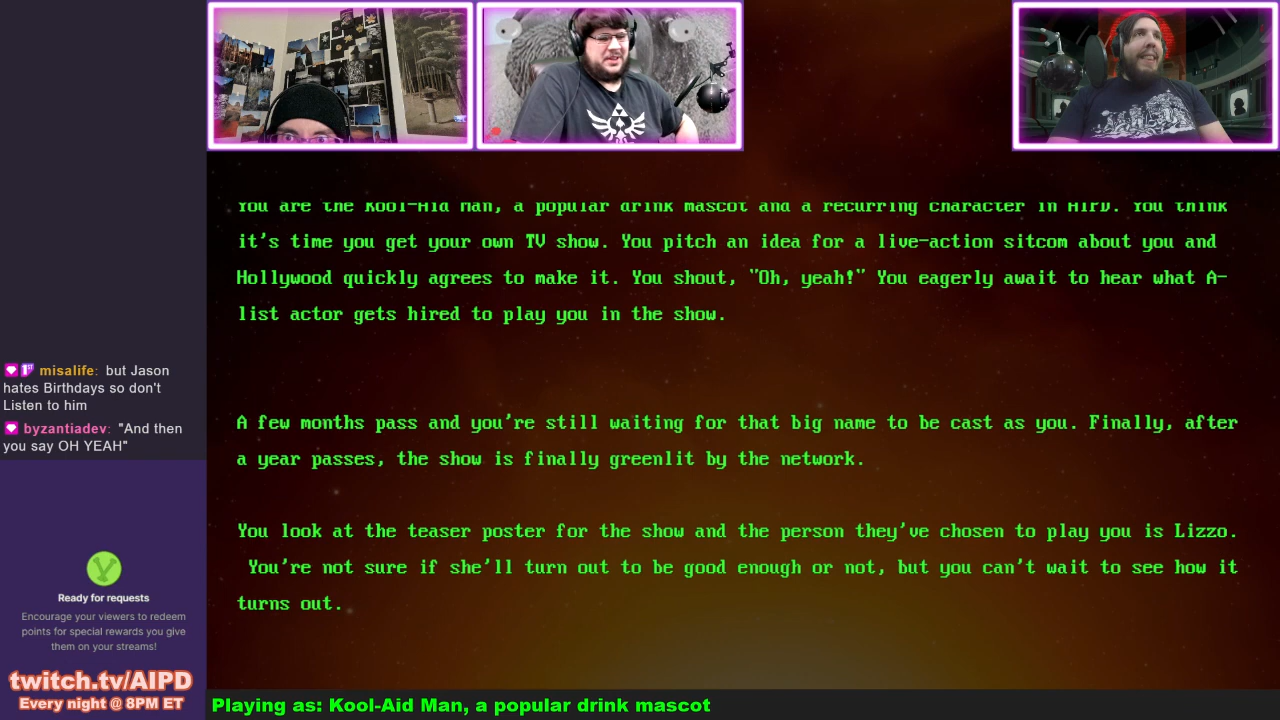 You are the Kool-Aid Man, a popular drink mascot and a recurring character in AIPD. You think
it's time you get your own TV show. You pitch an idea for a live-action sitcom about you and
Hollywood quickly agrees to make it. You shout, "Oh, yeah!" You eagerly await to hear what A-
list actor gets hired to play you in the show.
A few months pass and you're still waiting for that big name to be cast as you. Finally, after
a year passes, the show is finally greenlit by the network.
You look at the teaser poster for the show and the person they've chosen to play you is Lizzo.
You're not sure if she'll turn out to be good enough or not, but you can't wait to see how it
turns out.
misalife: but Jason
hates Birthdays so don't
Listen to him
byzantiadev: "And then
you say OH YEAH"
Ready for requests
Encourage your viewers to redeem
points for special rewards you give
them on your streams!
twitch.tv/AIPD
Every night @ 8PM ET
Playing as: Kool-Aid Man, a popular drink mascot